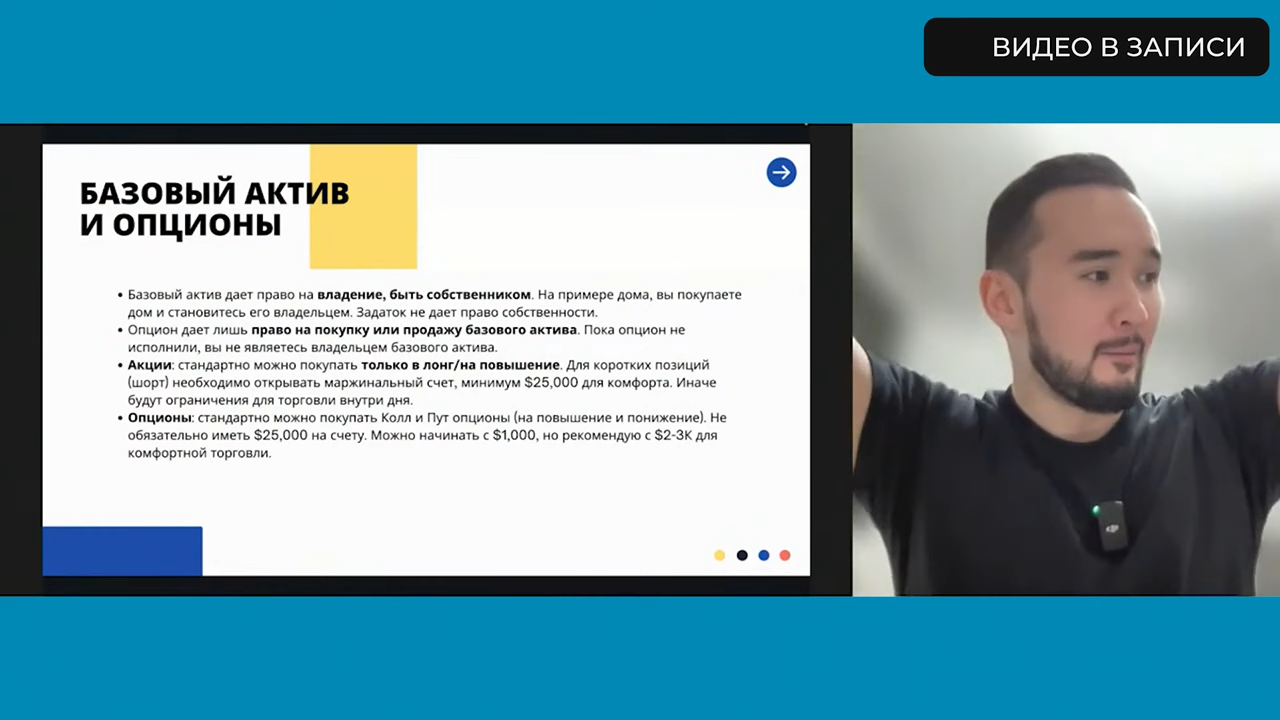 ВИДЕО В ЗАПИСИ
БАЗОВЫЙ АКТИВ
И ОПЦИОНЫ
• Базовый актив дает право на владение, быть собственником. На примере дома, вы покупаете
дом и становитесь его владельцем. Задаток не дает право собственности.
• Опцион дает лишь право на покупку или продажу базового актива. Пока опцион не
исполнили, вы не являетесь владельцем базового актива.
• Акции: стандартно можно покупать только в лонг/на повышение. Для коротких позиций
(шорт) необходимо открывать маржинальный счет, минимум $25,000 для комфорта. Иначе
будут ограничения для торговли внутри дня.
• Опционы: стандартно можно покупать Колл и Пут опционы (на повышение и понижение). Не
обязательно иметь $25,000 на счету. Можно начинать с $1,000, но рекомендую с $2-3К для
комфортной торговли.
dji